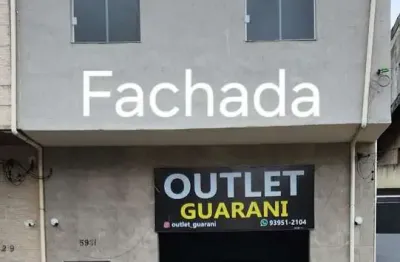 Fachada
OUTLET
GUARANI
outlet_guarani 93951-2104